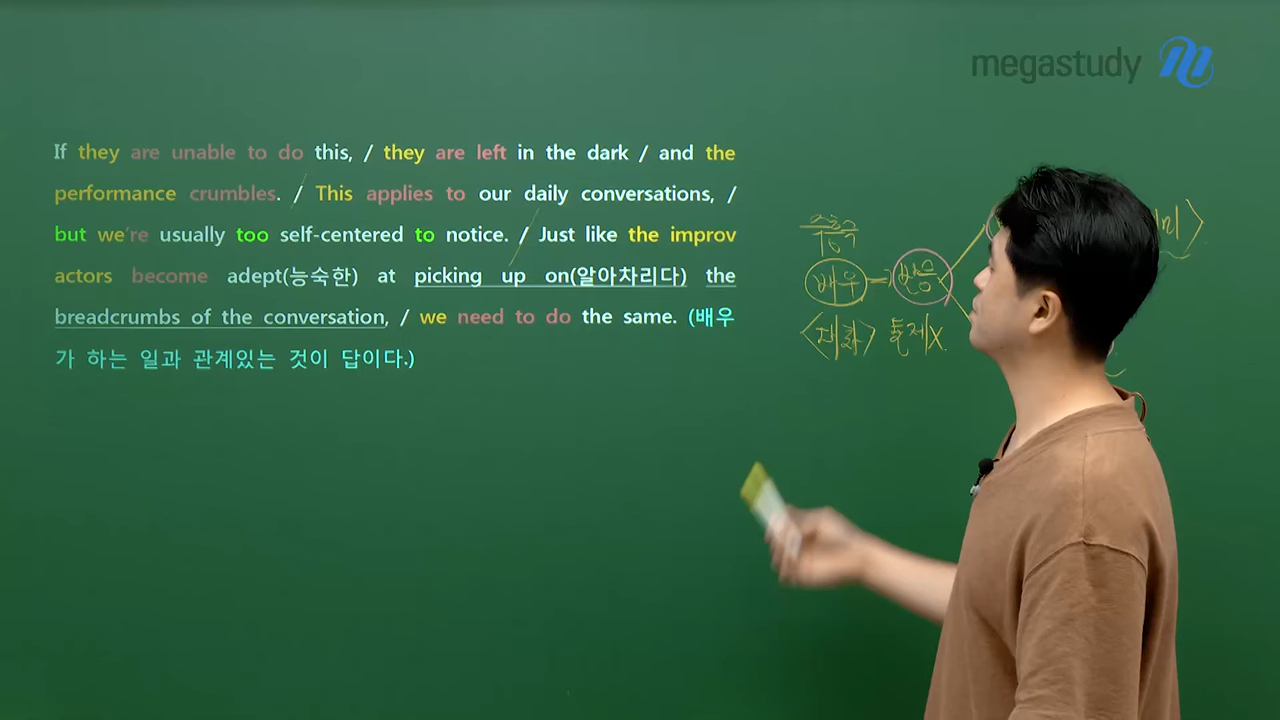 megastudy
If they are unable to do this, / they are left in the dark / and the
performance crumbles. / This applies to our daily conversations, /
but we're usually too self-centered to notice. / Just like the improv
actors become adept(능숙한) at picking up on(알아차리다) the
breadcrumbs of the conversation, / we need to do the same. (배우
가 하는 일과 관계있는 것이 답이다.)
배우 = 반응
<대화> 통제X